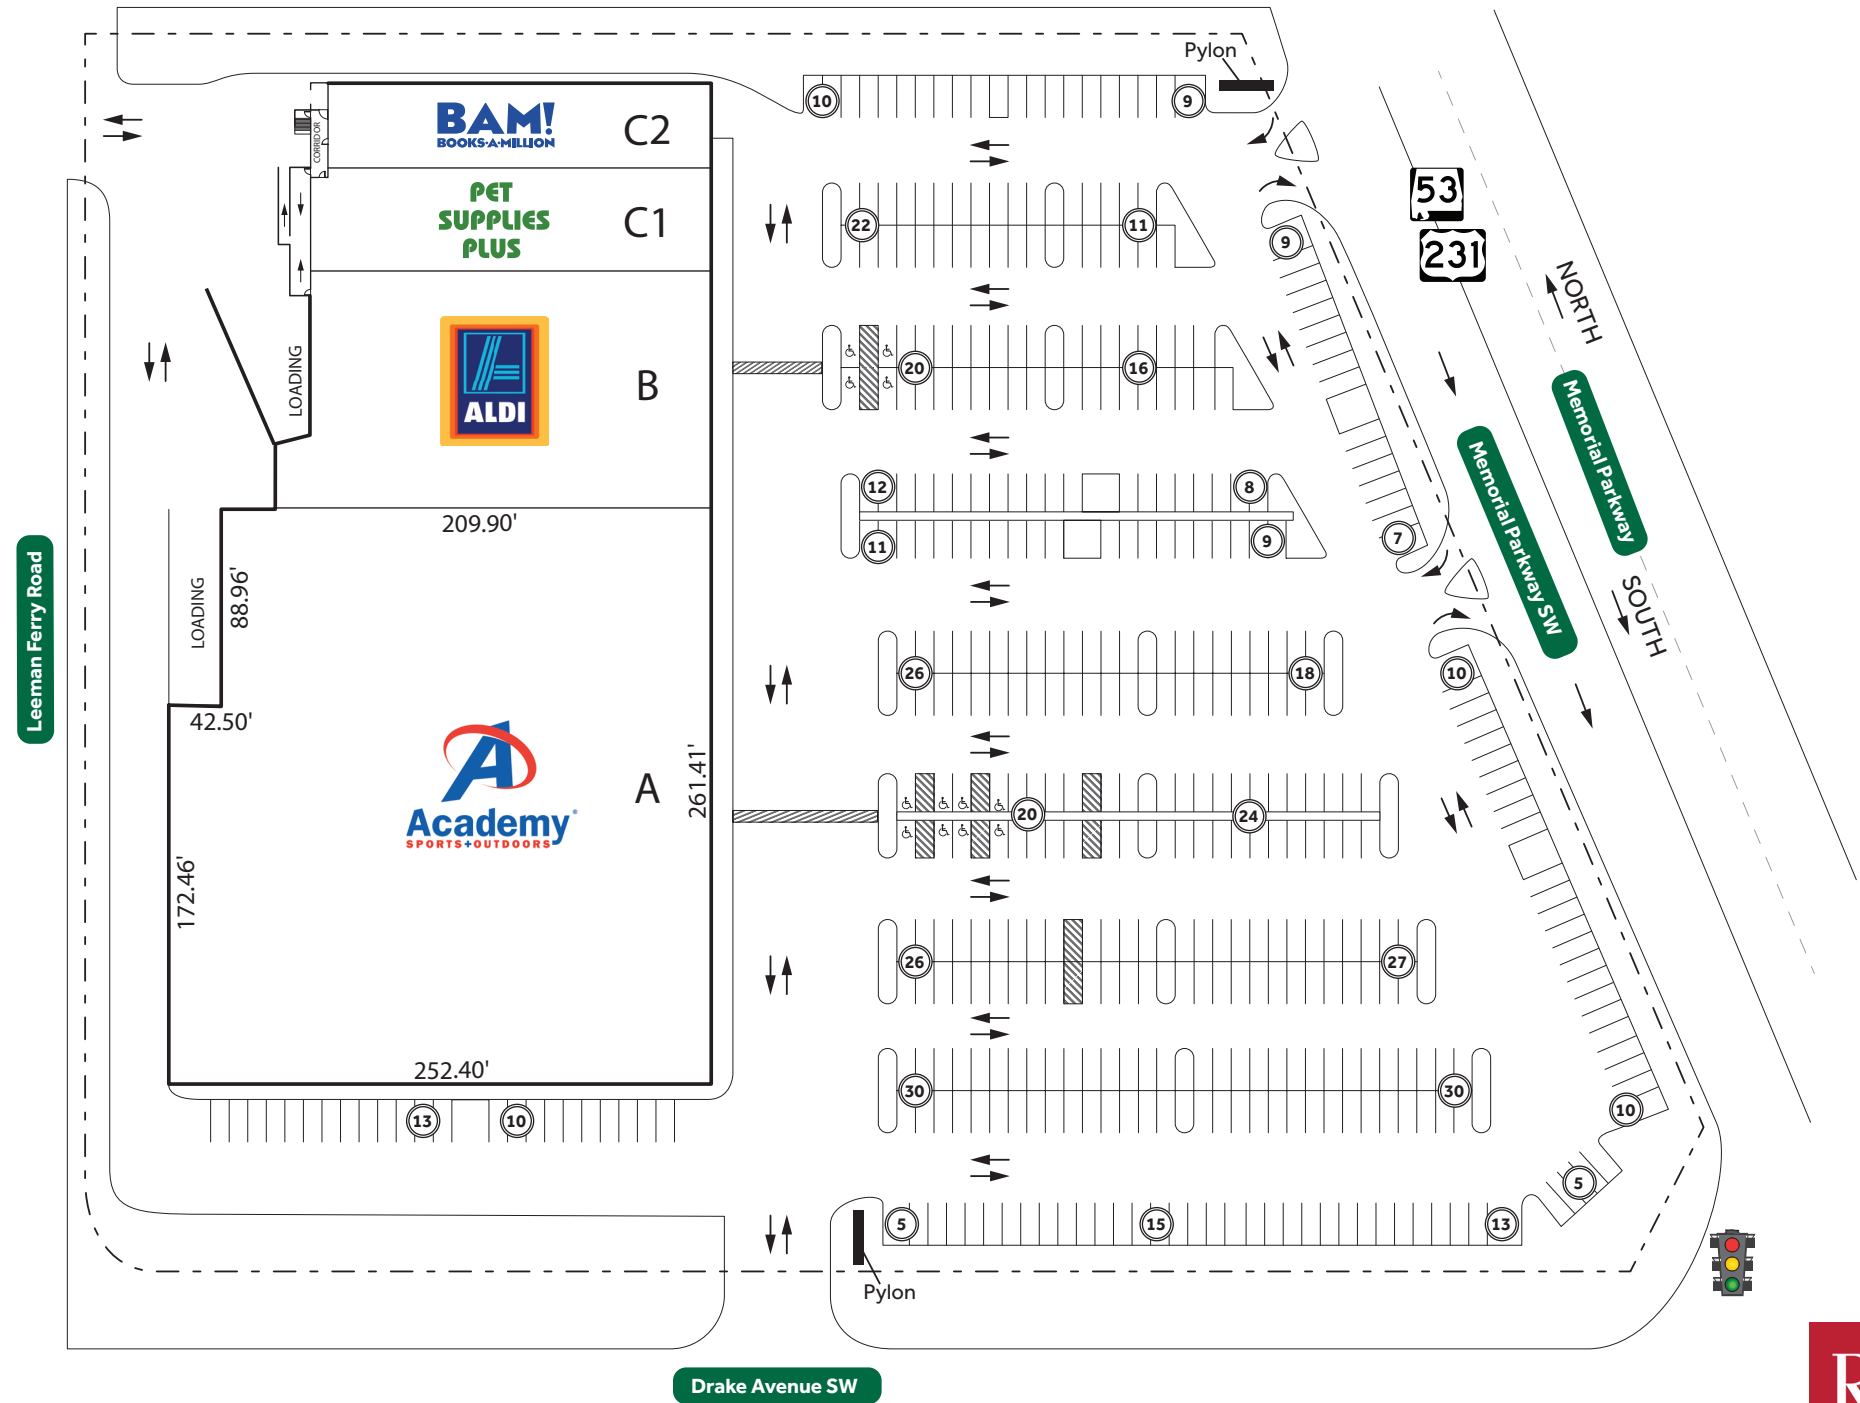 Pylon
10
9
BAM!
BOOKS·A·MILLION
C2
CORRIDOR
PET
SUPPLIES
PLUS
C1
22
11
9
53
231
NORTH
LOADING
ALDI
B
20
16
Memorial Parkway
Memorial Parkway SW
12
8
11
9
7
209.90'
88.96'
LOADING
Leeman Ferry Road
SOUTH
26
18
10
42.50'
Academy
SPORTS+OUTDOORS
A
261.41'
20
24
172.46'
26
27
252.40'
30
30
10
13
10
5
5
15
13
Pylon
Drake Avenue SW
R